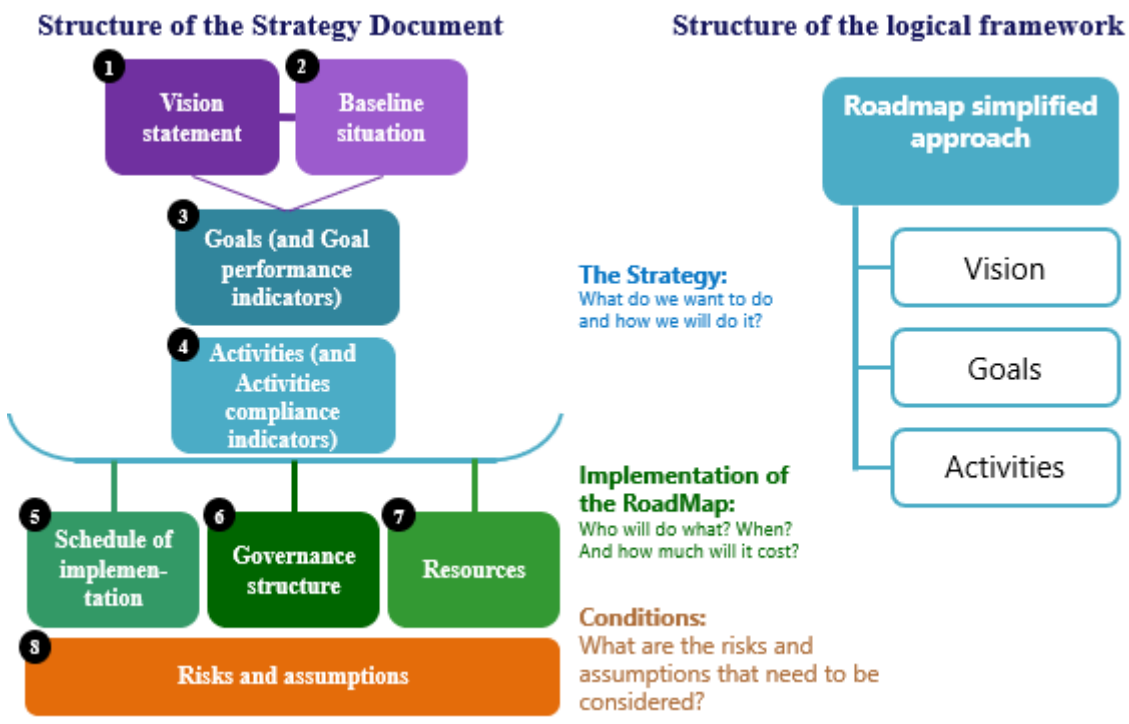 Structure of the Strategy Document
1
Vision
statement
2
Baseline
situation
3
Goals (and Goal
performance
indicators)
4
Activities (and
Activities
compliance
indicators)
5
Schedule of
implemen-
tation
6
Governance
structure
7
Resources
8
Risks and assumptions
The Strategy:
What do we want to do
and how we will do it?
Implementation of
the RoadMap:
Who will do what? When?
And how much will it cost?
Conditions:
What are the risks and
assumptions that need to be
considered?
Structure of the logical framework
Roadmap simplified
approach
Vision
Goals
Activities